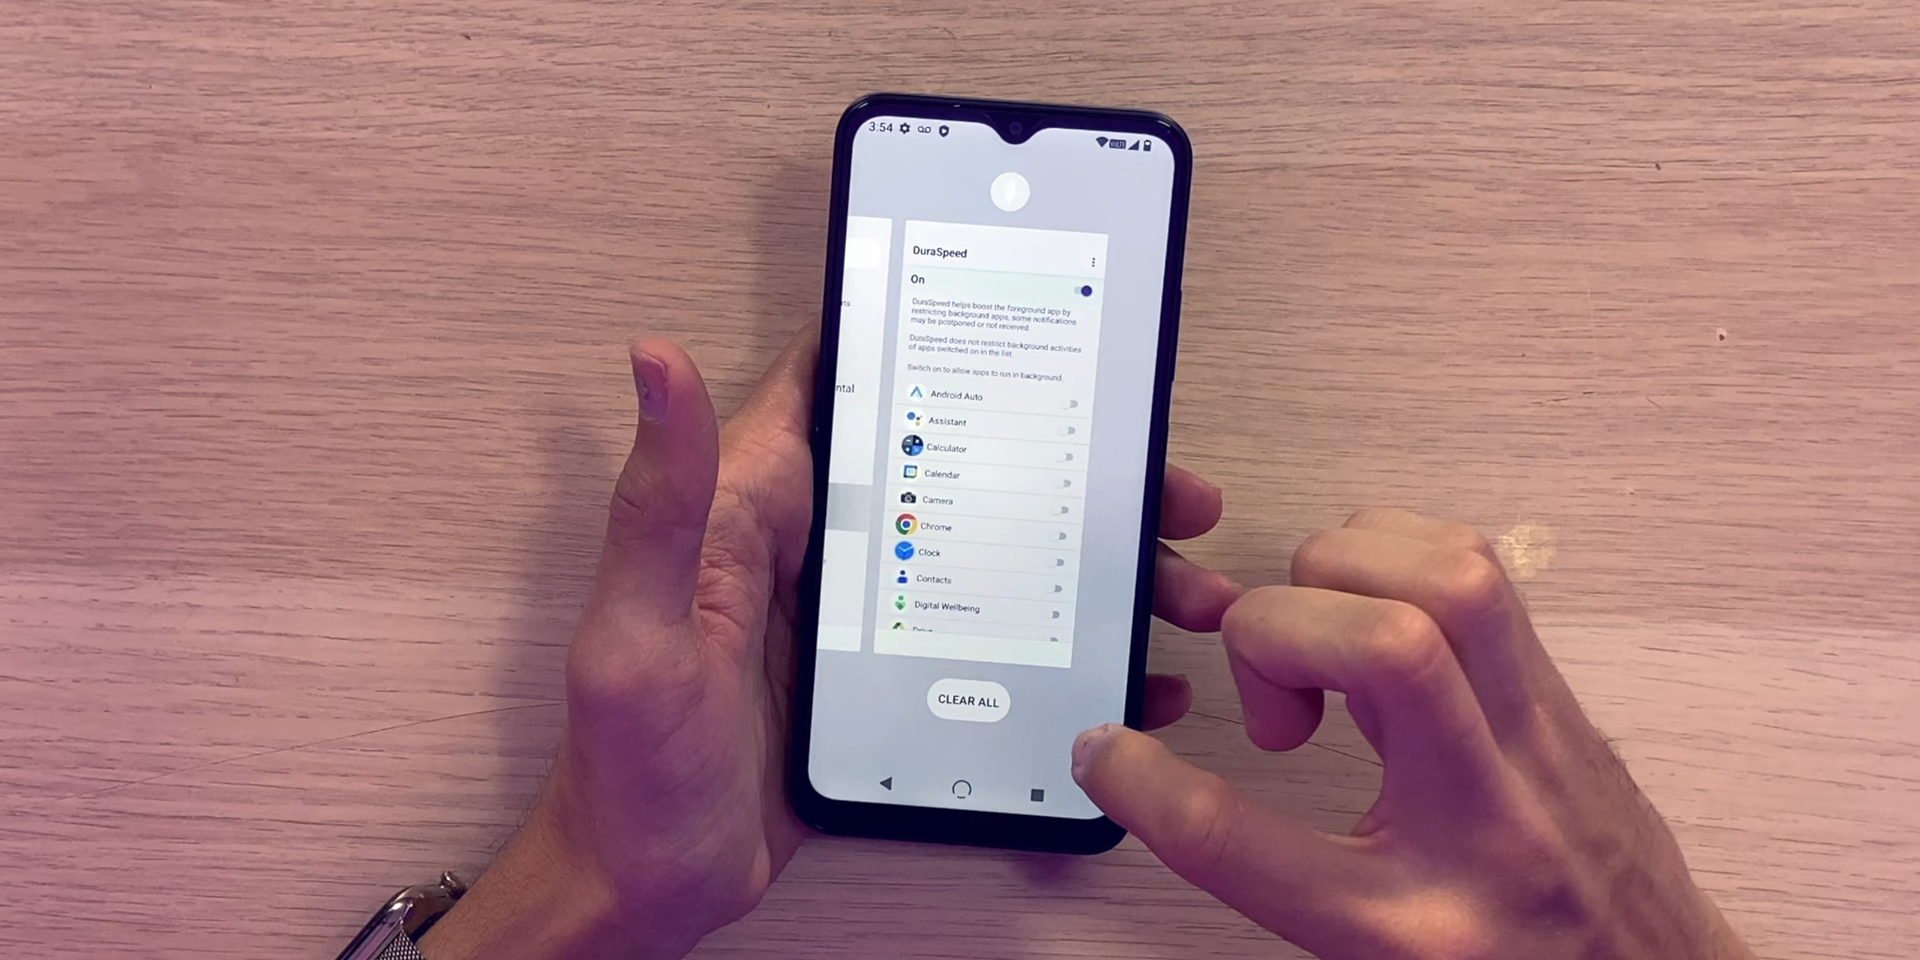 3:54
DuraSpeed
On
DuraSpeed helps boost the foreground app by
restricting background apps, some notifications
may be postponed or not received.
DuraSpeed does not restrict background activities
of apps switched on in the list.
Switch on to allow apps to run in background.
Android Auto
Assistant
Calculator
Calendar
Camera
Chrome
Clock
Contacts
Digital Wellbeing
Drive
rts
ntal
CLEAR ALL